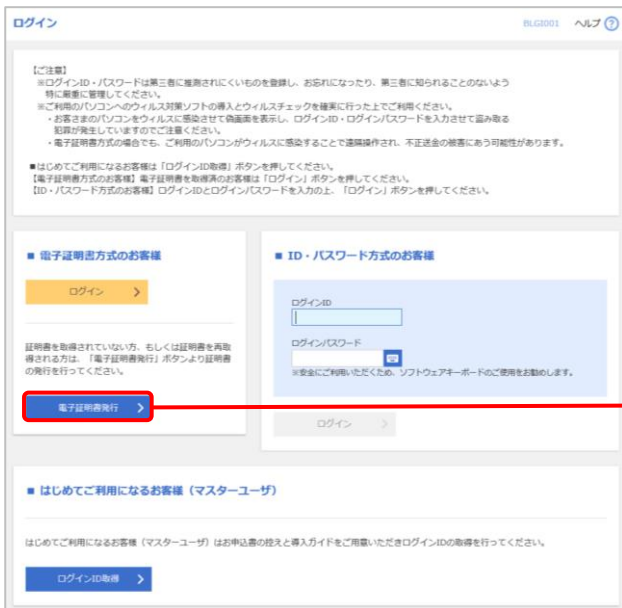 ログイン
BLGI001 ヘルプ ?
【ご注意】
※ログインID・パスワードは第三者に推測されにくいものを登録し、お忘れになったり、第三者に知られることのないよう
特に厳重に管理してください。
※ご利用のパソコンへのウィルス対策ソフトの導入とウィルスチェックを確実に行った上でご利用ください。
・お客さまのパソコンをウィルスに感染させて偽画面を表示し、ログインID・ログインパスワードを入力させて盗み取る
犯罪が発生していますのでご注意ください。
・電子証明書方式の場合でも、ご利用のパソコンがウィルスに感染することで遠隔操作され、不正送金の被害にあう可能性があります。
■はじめてご利用になるお客様は「ログインID取得」ボタンを押してください。
【電子証明書方式のお客様】電子証明書を取得済のお客様は「ログイン」ボタンを押してください。
【ID・パスワード方式のお客様】ログインIDとログインパスワードを入力の上、「ログイン」ボタンを押してください。
■ 電子証明書方式のお客様
ログイン
証明書を取得されていない方、もしくは証明書を再取
得される方は、「電子証明書発行」ボタンより証明書
の発行を行ってください。
電子証明書発行
■ ID・パスワード方式のお客様
ログインID
ログインパスワード
※安全にご利用いただくため、ソフトウェアキーボードのご使用をお勧めします。
ログイン
■ はじめてご利用になるお客様（マスターユーザ）
はじめてご利用になるお客様（マスターユーザ）はお申込書の控えと導入ガイドをご用意いただきログインIDの取得を行ってください。
ログインID取得